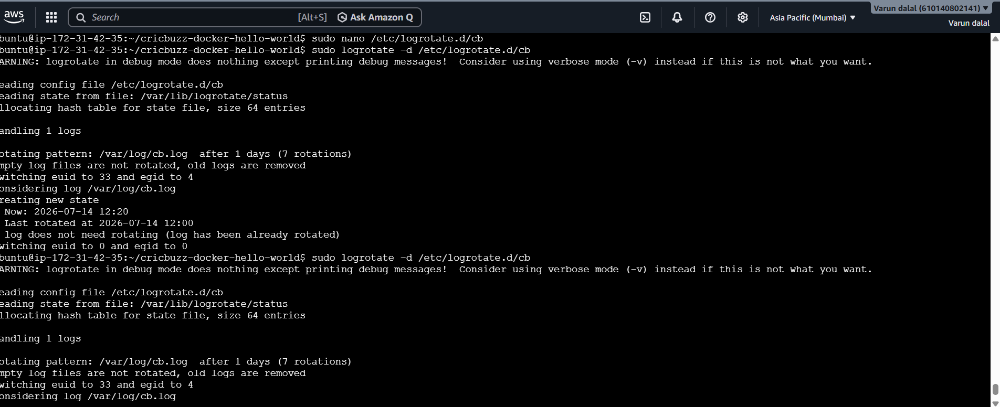 aws
Search [Alt+S] Ask Amazon Q
Asia Pacific (Mumbai) ▼
Varun dalal (610140802141) ▼
Varun dalal
buntu@ip-172-31-42-35:~/cricbuzz-docker-hello-world$ sudo nano /etc/logrotate.d/cb
buntu@ip-172-31-42-35:~/cricbuzz-docker-hello-world$ sudo logrotate -d /etc/logrotate.d/cb
ARNING: logrotate in debug mode does nothing except printing debug messages!  Consider using verbose mode (-v) instead if this is not what you want.
eading config file /etc/logrotate.d/cb
eading state from file: /var/lib/logrotate/status
llocating hash table for state file, size 64 entries
andling 1 logs
otating pattern: /var/log/cb.log  after 1 days (7 rotations)
mpty log files are not rotated, old logs are removed
witching euid to 33 and egid to 4
onsidering log /var/log/cb.log
reating new state
Now: 2026-07-14 12:20
Last rotated at 2026-07-14 12:00
log does not need rotating (log has been already rotated)
witching euid to 0 and egid to 0
buntu@ip-172-31-42-35:~/cricbuzz-docker-hello-world$ sudo logrotate -d /etc/logrotate.d/cb
ARNING: logrotate in debug mode does nothing except printing debug messages!  Consider using verbose mode (-v) instead if this is not what you want.
eading config file /etc/logrotate.d/cb
eading state from file: /var/lib/logrotate/status
llocating hash table for state file, size 64 entries
andling 1 logs
otating pattern: /var/log/cb.log  after 1 days (7 rotations)
mpty log files are not rotated, old logs are removed
witching euid to 33 and egid to 4
onsidering log /var/log/cb.log